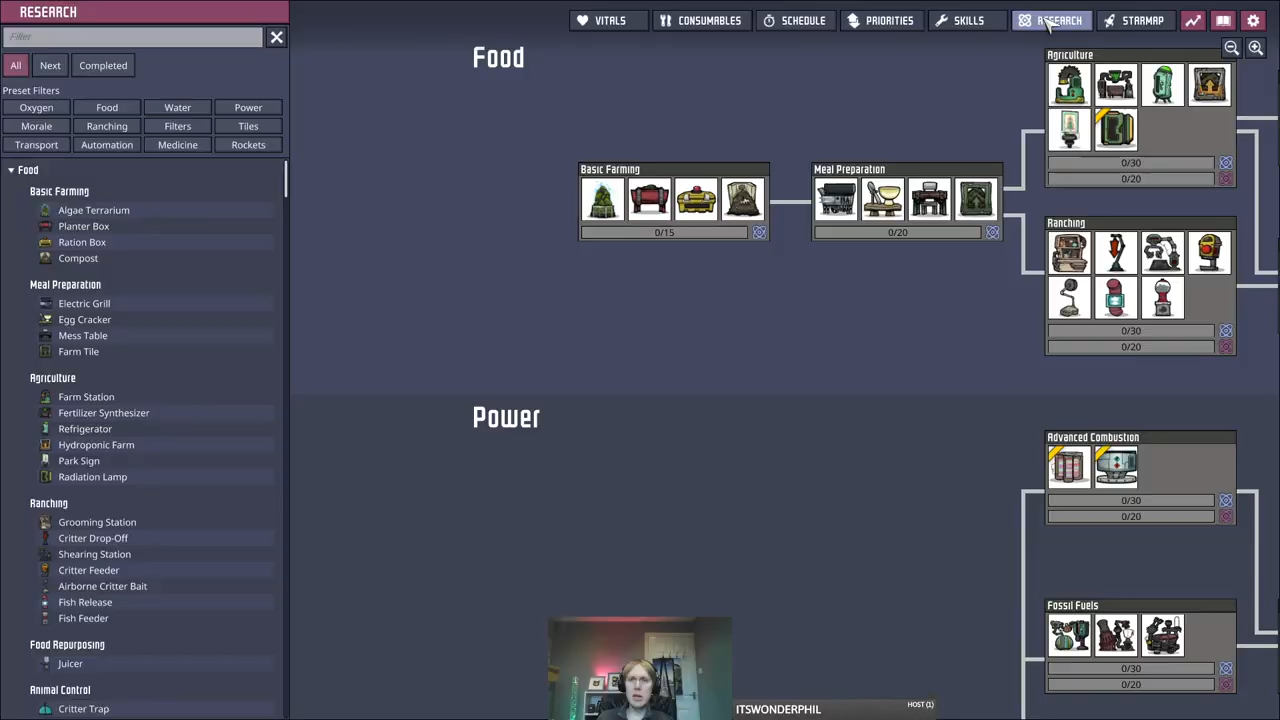 RESEARCH
VITALS
CONSUMABLES
SCHEDULE
PRIORITIES
SKILLS
RESEARCH
STARMAP
Filter
All
Next
Completed
Preset Filters
Oxygen
Food
Water
Power
Morale
Ranching
Filters
Tiles
Transport
Automation
Medicine
Rockets
Food
Basic Farming
Algae Terrarium
Planter Box
Ration Box
Compost
Meal Preparation
Electric Grill
Egg Cracker
Mess Table
Farm Tile
Agriculture
Farm Station
Fertilizer Synthesizer
Refrigerator
Hydroponic Farm
Park Sign
Radiation Lamp
Ranching
Grooming Station
Critter Drop-Off
Shearing Station
Critter Feeder
Airborne Critter Bait
Fish Release
Fish Feeder
Food Repurposing
Juicer
Animal Control
Critter Trap
Food
Basic Farming
0/15
Meal Preparation
0/20
Agriculture
0/30
0/20
Ranching
0/30
0/20
Power
Advanced Combustion
0/30
0/20
Fossil Fuels
0/30
0/20
ITSWONDERPHIL
HOST (1)